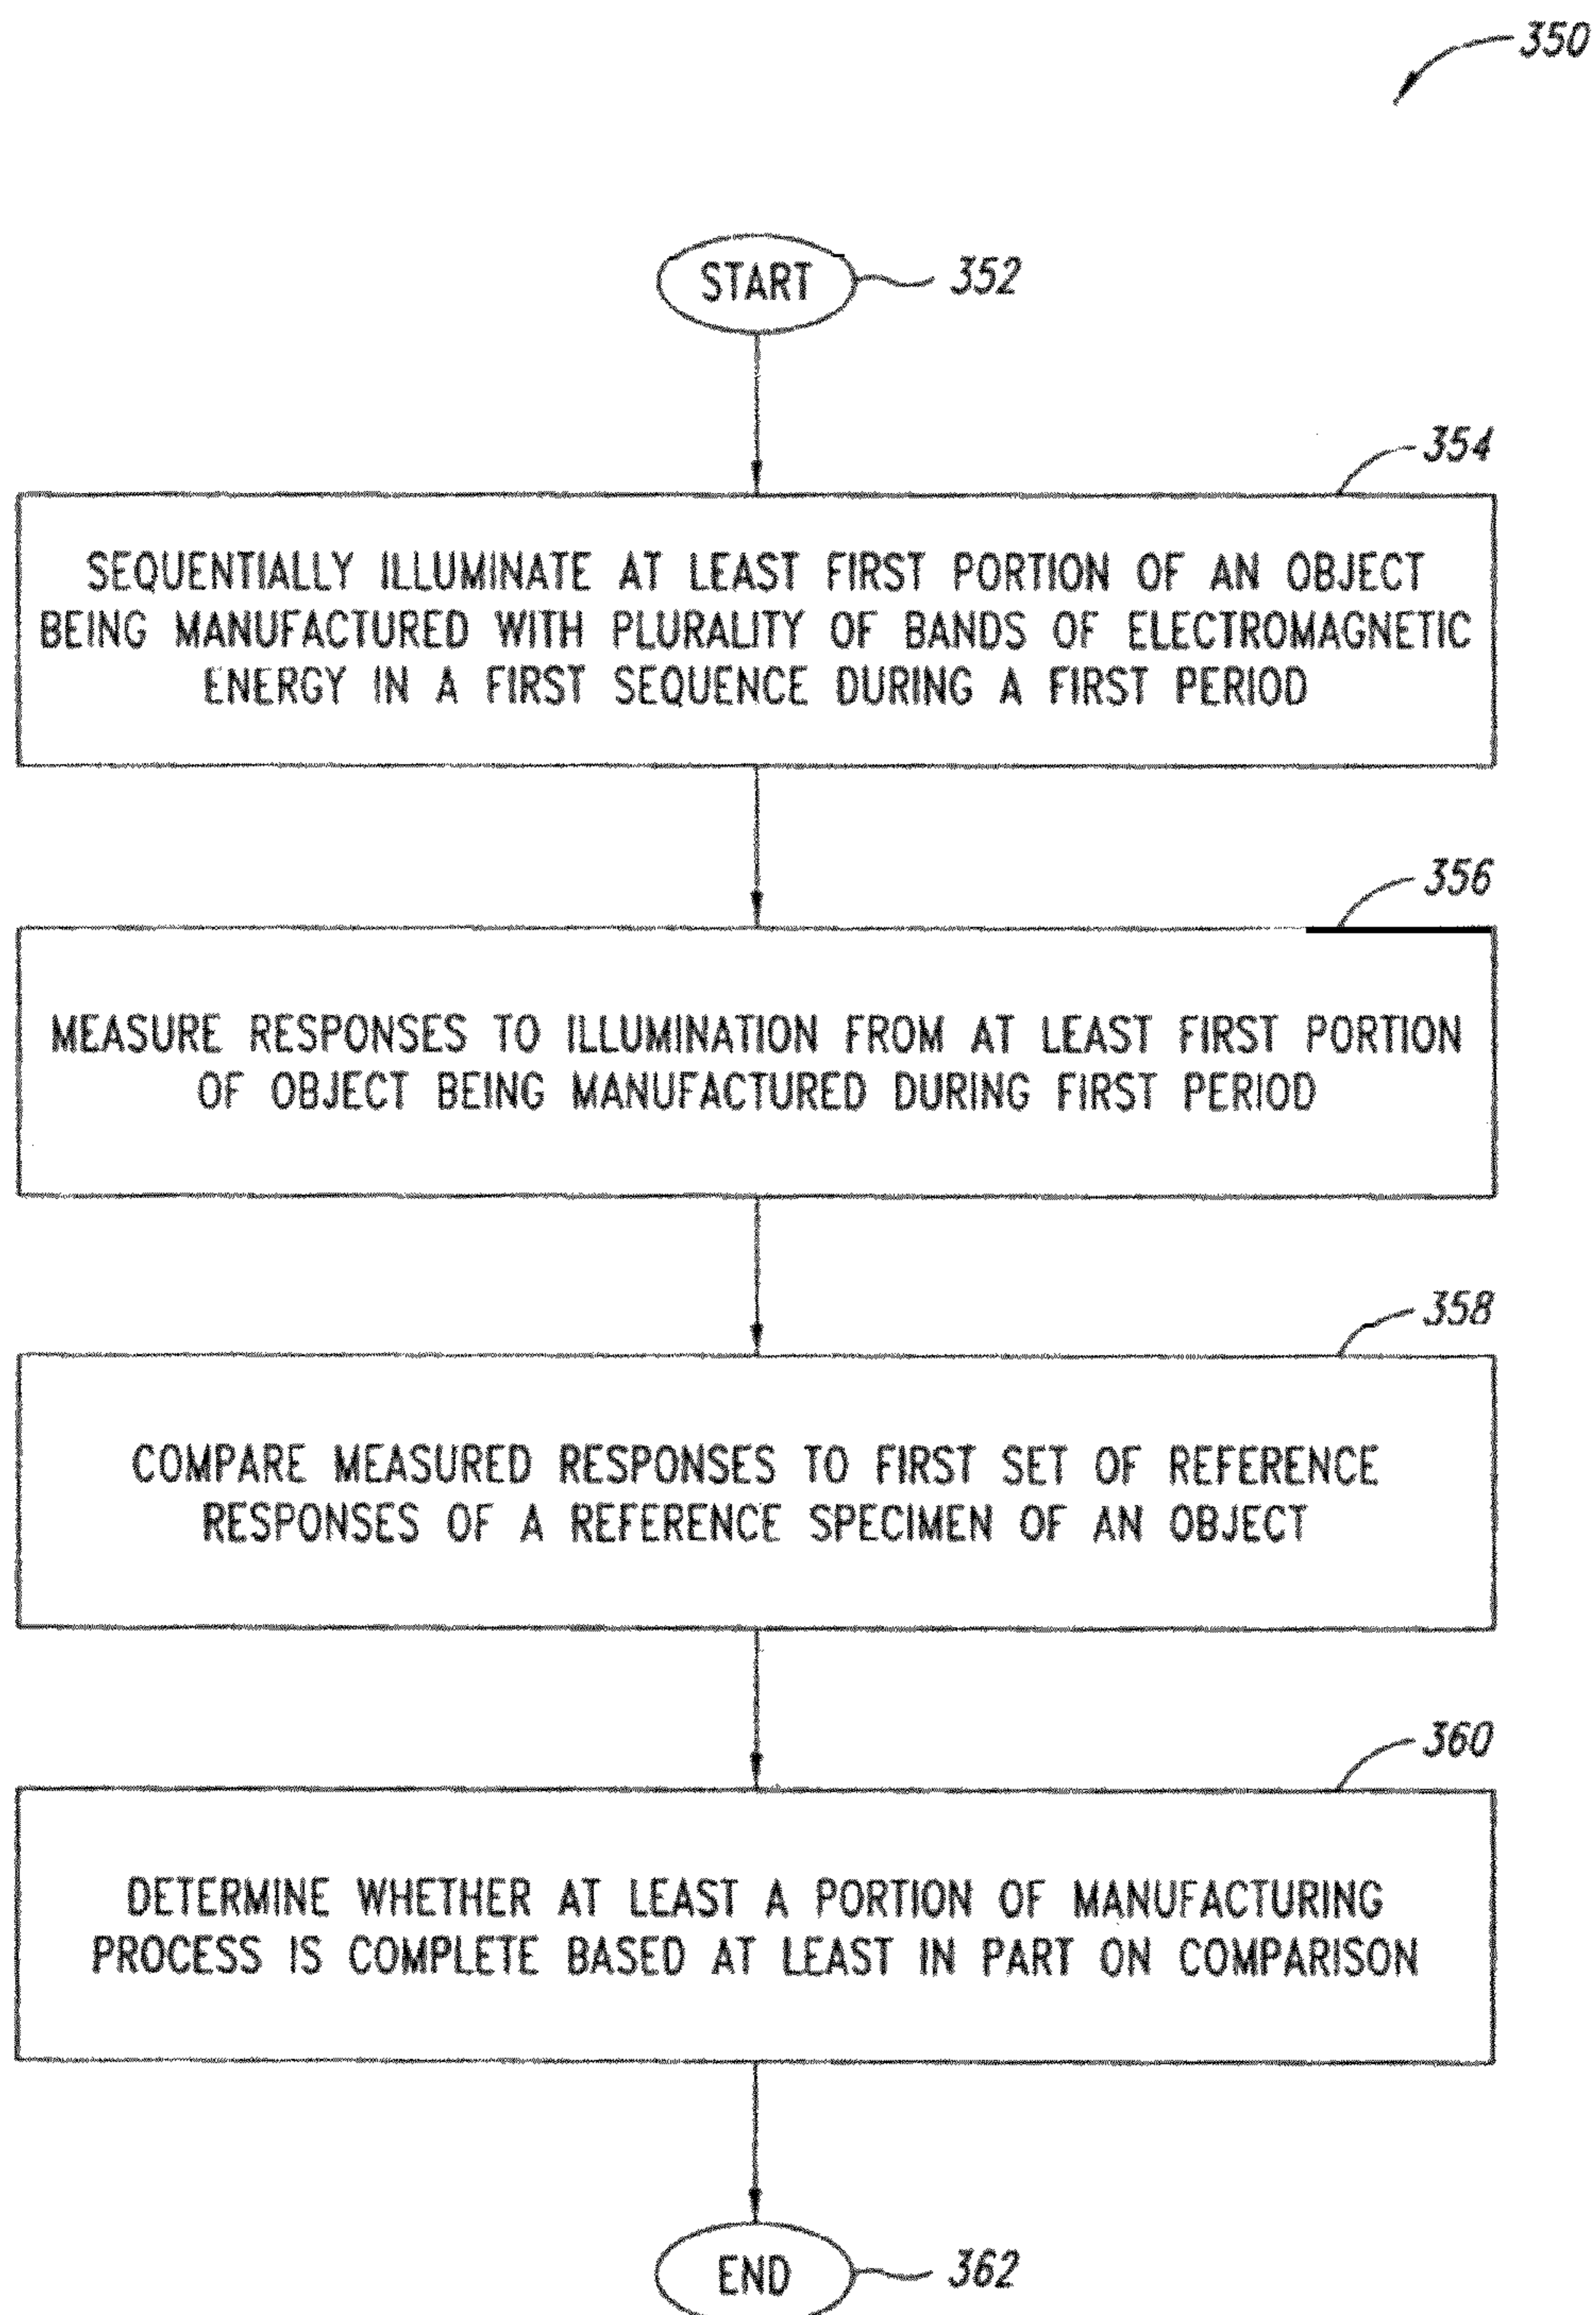 350
START
352
354
SEQUENTIALLY ILLUMINATE AT LEAST FIRST PORTION OF AN OBJECT
BEING MANUFACTURED WITH PLURALITY OF BANDS OF ELECTROMAGNETIC
ENERGY IN A FIRST SEQUENCE DURING A FIRST PERIOD
356
MEASURE RESPONSES TO ILLUMINATION FROM AT LEAST FIRST PORTION
OF OBJECT BEING MANUFACTURED DURING FIRST PERIOD
358
COMPARE MEASURED RESPONSES TO FIRST SET OF REFERENCE
RESPONSES OF A REFERENCE SPECIMEN OF AN OBJECT
360
DETERMINE WHETHER AT LEAST A PORTION OF MANUFACTURING
PROCESS IS COMPLETE BASED AT LEAST IN PART ON COMPARISON
END
362